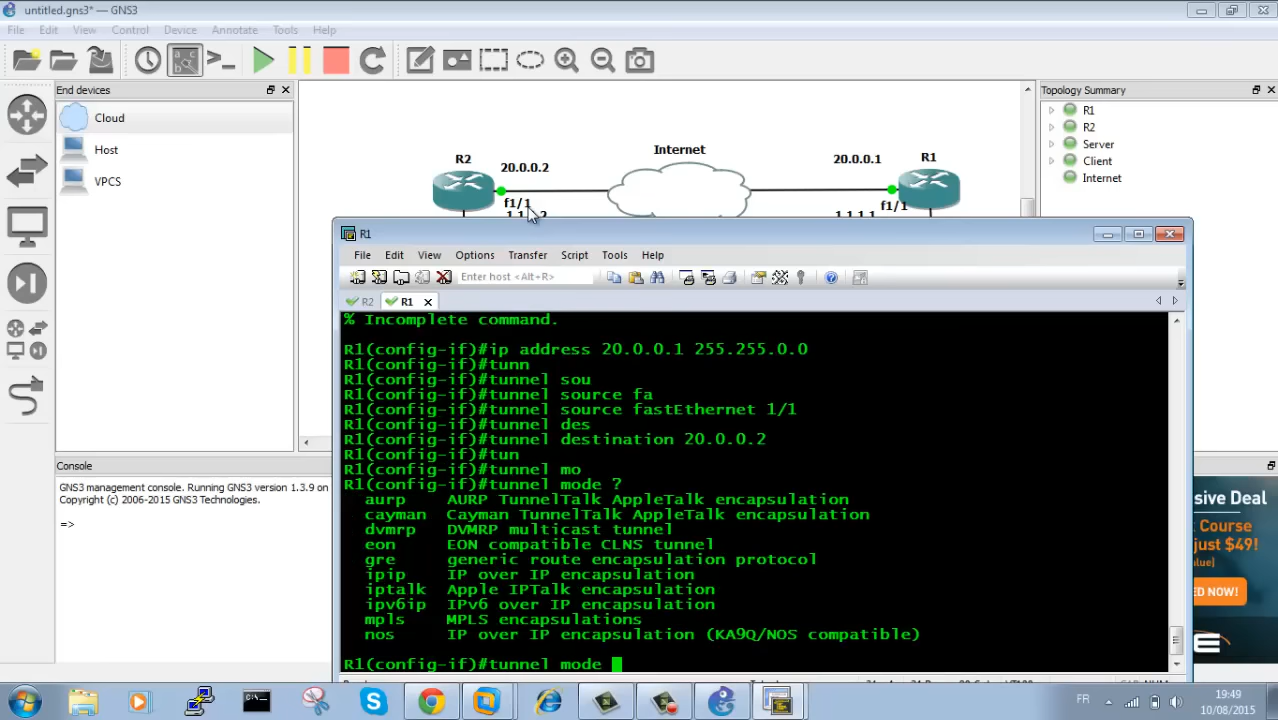 untitled.gns3* — GNS3
File Edit View Control Device Annotate Tools Help
End devices
Cloud
Host
VPCS
Topology Summary
R1
R2
Server
Client
Internet
R2
20.0.0.2
Internet
20.0.0.1
R1
f1/1
f1/1
1.1.1.1
R1
File Edit View Options Transfer Script Tools Help
Enter host <Alt+R>
R2
R1
% Incomplete command.
R1(config-if)#ip address 20.0.0.1 255.255.0.0
R1(config-if)#tunn
R1(config-if)#tunnel sou
R1(config-if)#tunnel source fa
R1(config-if)#tunnel source fastEthernet 1/1
R1(config-if)#tunnel des
R1(config-if)#tunnel destination 20.0.0.2
R1(config-if)#tun
R1(config-if)#tunnel mo
R1(config-if)#tunnel mode ?
aurp AURP TunnelTalk AppleTalk encapsulation
cayman Cayman TunnelTalk AppleTalk encapsulation
dvmrp DVMRP multicast tunnel
eon EON compatible CLNS tunnel
gre generic route encapsulation protocol
ipip IP over IP encapsulation
iptalk Apple IPTalk encapsulation
ipv6ip IPv6 over IP encapsulation
mpls MPLS encapsulations
nos IP over IP encapsulation (KA9Q/NOS compatible)
R1(config-if)#tunnel mode
Console
GNS3 management console. Running GNS3 version 1.3.9 on
Copyright (c) 2006-2015 GNS3 Technologies.
=>
sive Deal
Course
just $49!
ED NOW!
FR
19:49
10/08/2015